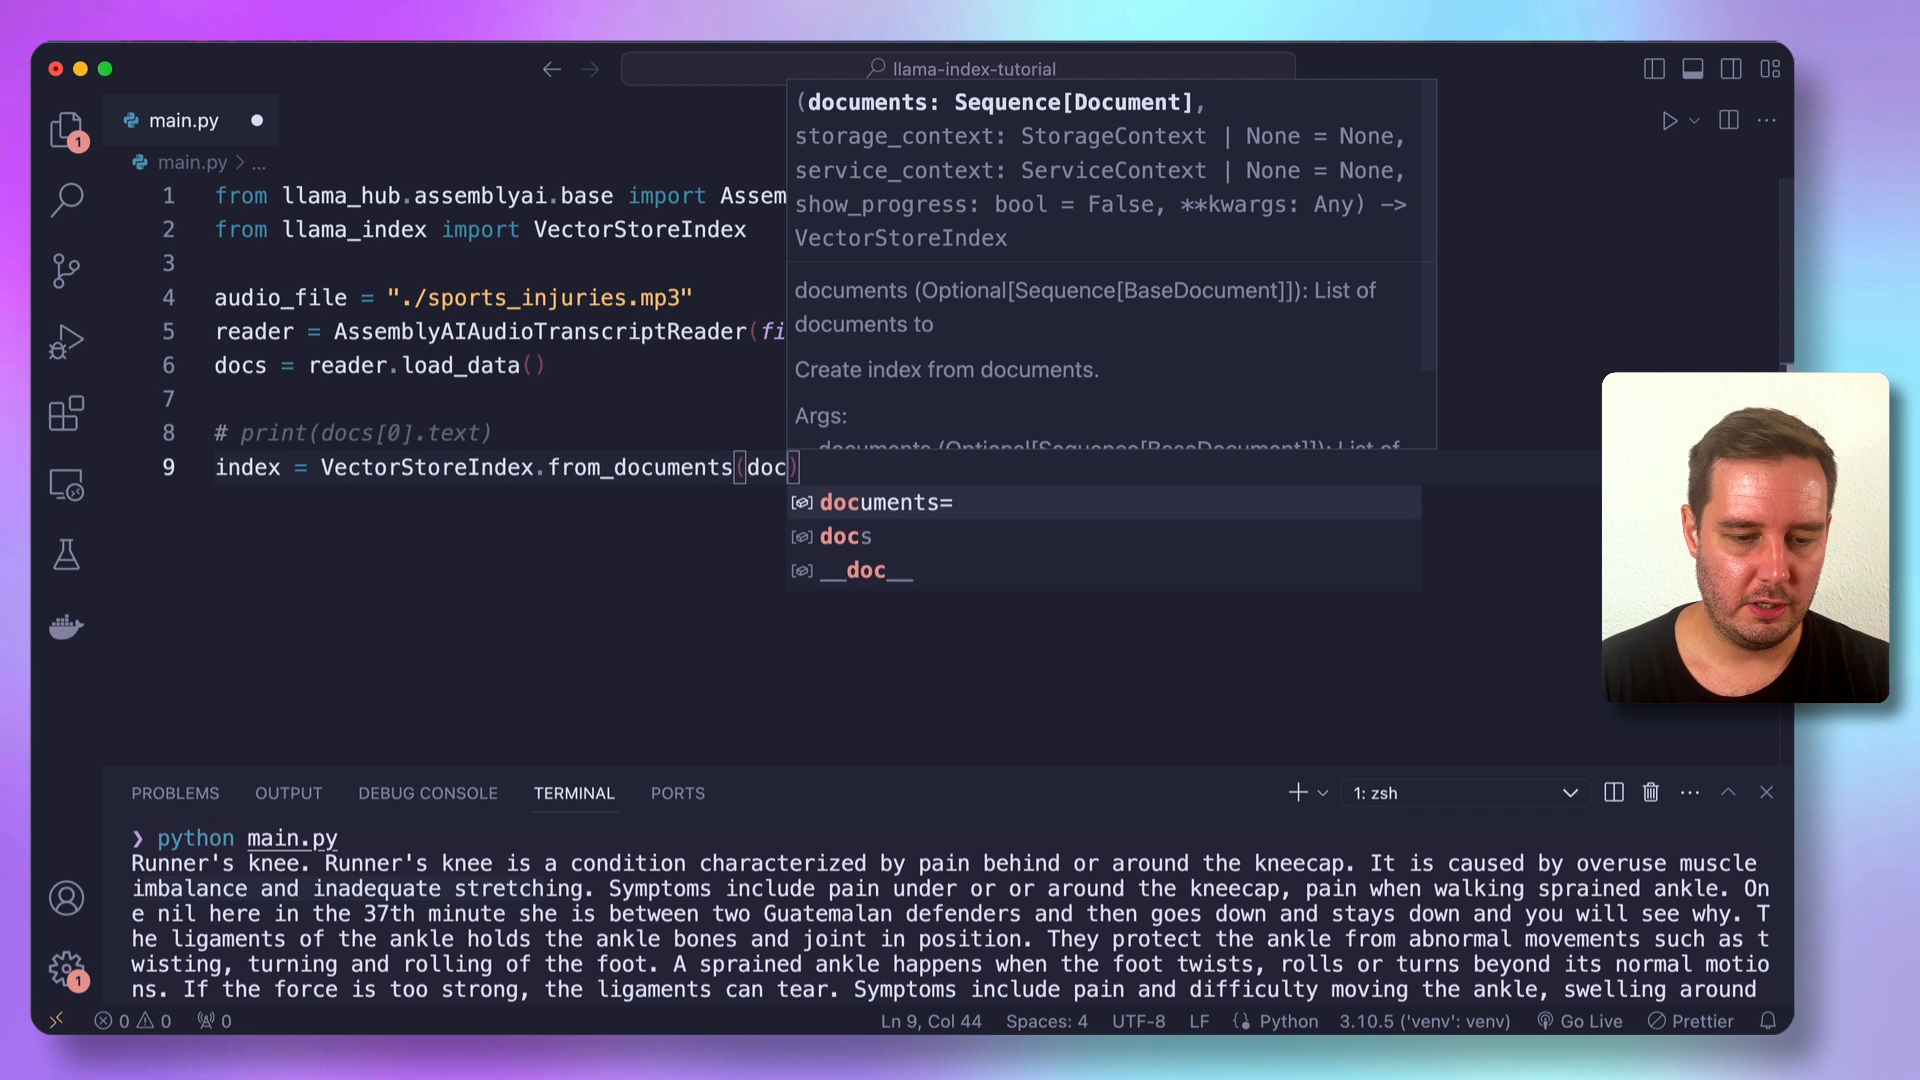 llama-index-tutorial
main.py
1
main.py > ...
(documents: Sequence[Document],
storage_context: StorageContext | None = None,
service_context: ServiceContext | None = None,
show_progress: bool = False, **kwargs: Any) ->
VectorStoreIndex
documents (Optional[Sequence[BaseDocument]]): List of
documents to
Create index from documents.
Args:
documents (Optional[Sequence[BaseDocument]]): List of
1 from llama_hub.assemblyai.base import Assem
2 from llama_index import VectorStoreIndex
3
4 audio_file = "./sports_injuries.mp3"
5 reader = AssemblyAIAudioTranscriptReader(fi
6 docs = reader.load_data()
7
8 # print(docs[0].text)
9 index = VectorStoreIndex.from_documents(doc)
documents=
docs
__doc__
PROBLEMS OUTPUT DEBUG CONSOLE TERMINAL PORTS 1: zsh
❯ python main.py
Runner's knee. Runner's knee is a condition characterized by pain behind or around the kneecap. It is caused by overuse muscle
imbalance and inadequate stretching. Symptoms include pain under or or around the kneecap, pain when walking sprained ankle. On
e nil here in the 37th minute she is between two Guatemalan defenders and then goes down and stays down and you will see why. T
he ligaments of the ankle holds the ankle bones and joint in position. They protect the ankle from abnormal movements such as t
wisting, turning and rolling of the foot. A sprained ankle happens when the foot twists, rolls or turns beyond its normal motio
ns. If the force is too strong, the ligaments can tear. Symptoms include pain and difficulty moving the ankle, swelling around
1
0 0 0 Ln 9, Col 44 Spaces: 4 UTF-8 LF Python 3.10.5 ('venv': venv) Go Live Prettier